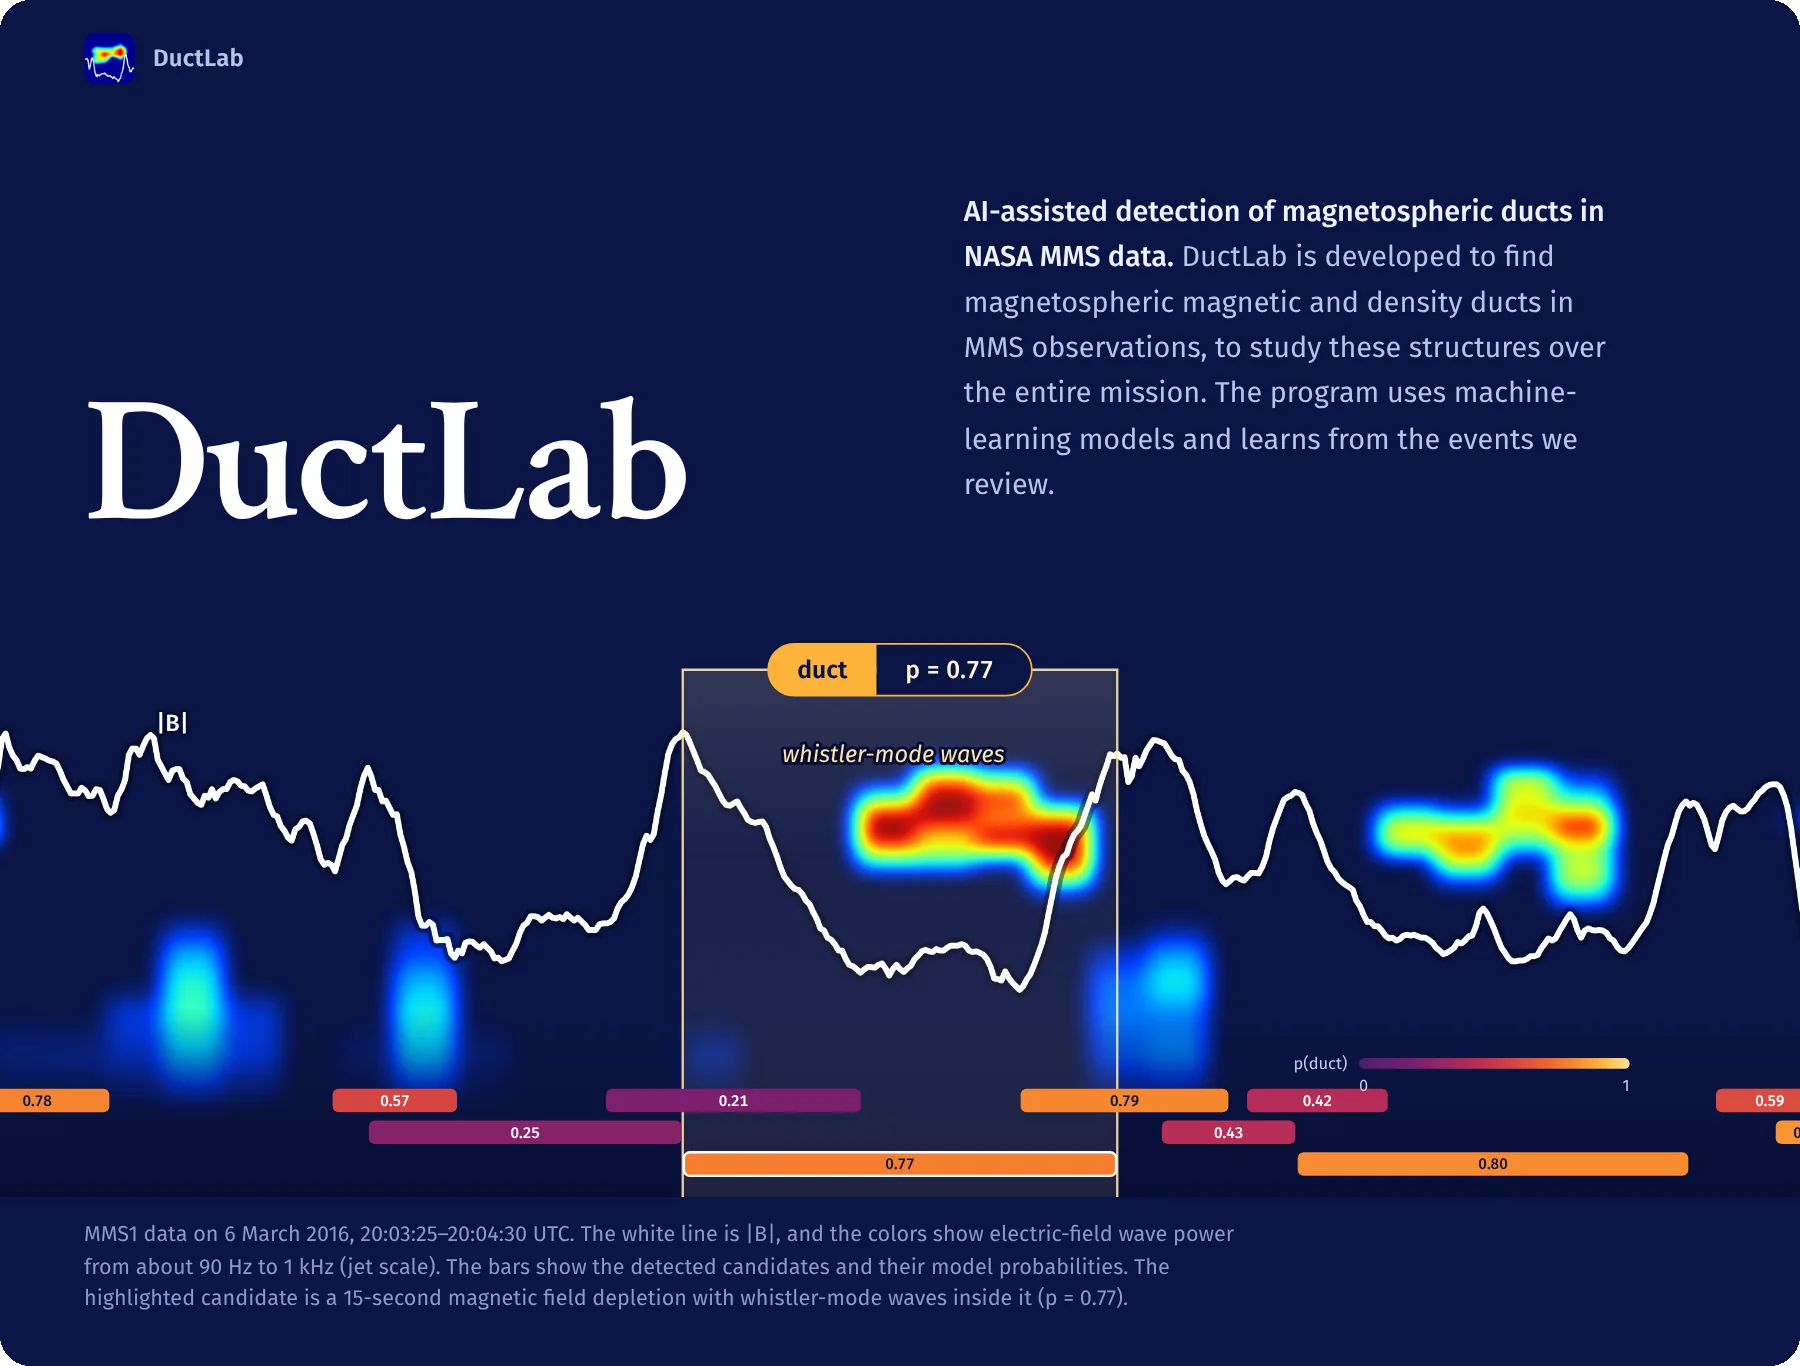 DuctLab
AI-assisted detection of magnetospheric ducts in
NASA MMS data. DuctLab is developed to find
magnetospheric magnetic and density ducts in
MMS observations, to study these structures over
the entire mission. The program uses machine-
learning models and learns from the events we
review.
DuctLab
duct p = 0.77
|B|
whistler-mode waves
p(duct)
0 1
0.78 0.57 0.21 0.79 0.42 0.59
0.25 0.43
0.77 0.80
MMS1 data on 6 March 2016, 20:03:25–20:04:30 UTC. The white line is |B|, and the colors show electric-field wave power
from about 90 Hz to 1 kHz (jet scale). The bars show the detected candidates and their model probabilities. The
highlighted candidate is a 15-second magnetic field depletion with whistler-mode waves inside it (p = 0.77).